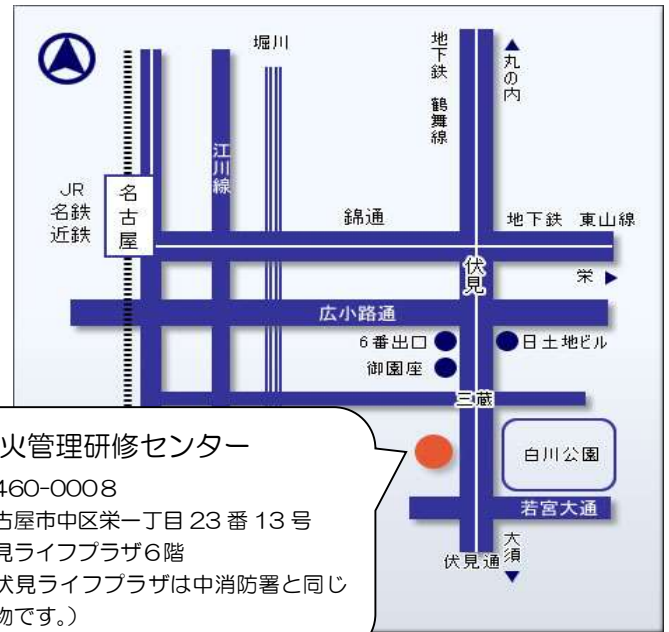 堀川
地下鉄 鶴舞線
▲丸の内
江川線
JR
名鉄
近鉄
名古屋
錦通
地下鉄 東山線
伏見
栄 ▶
広小路通
6番出口
日土地ビル
御園座
三蔵
白川公園
若宮大通
伏見通
大須▼
火管理研修センター
460-0008
古屋市中区栄一丁目 23 番 13 号
見ライフプラザ6階
伏見ライフプラザは中消防署と同じ
物です。）